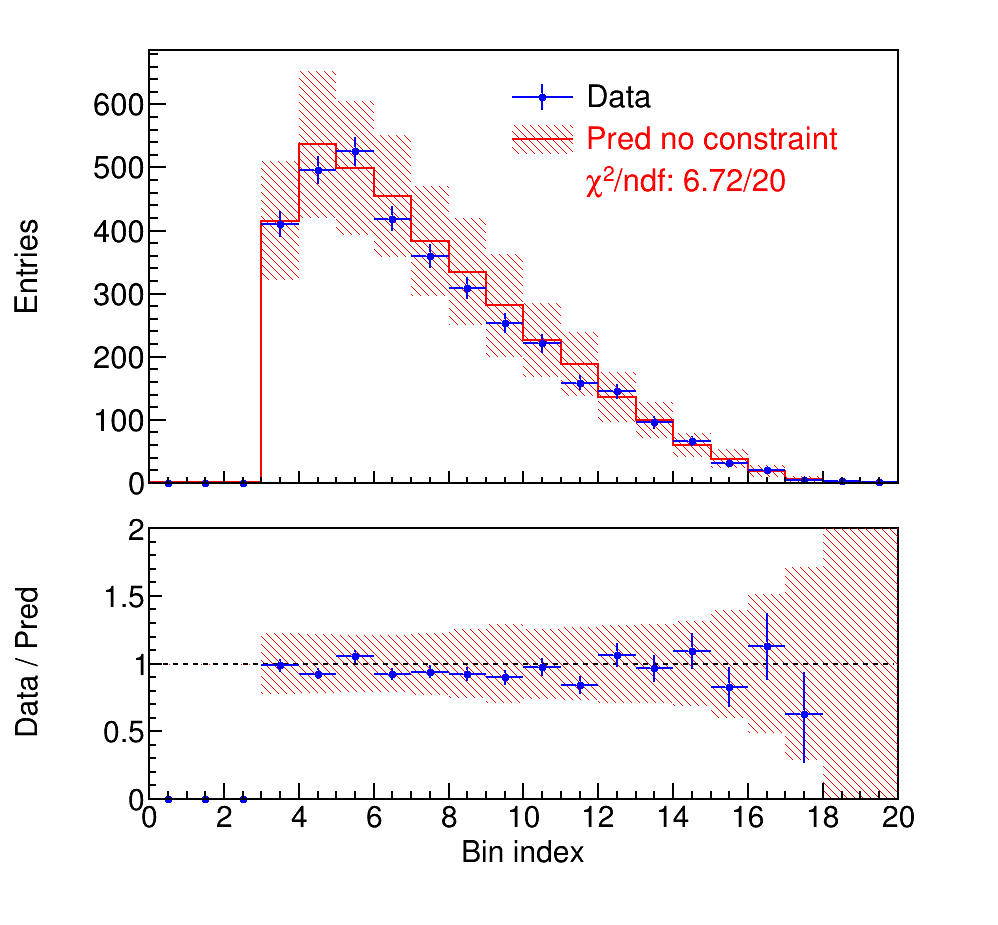 Entries
600
500
400
300
200
100
0
Data
Pred no constraint
χ²/ndf: 6.72/20
Data / Pred
2
1.5
1
0.5
0
0 2 4 6 8 10 12 14 16 18 20
Bin index